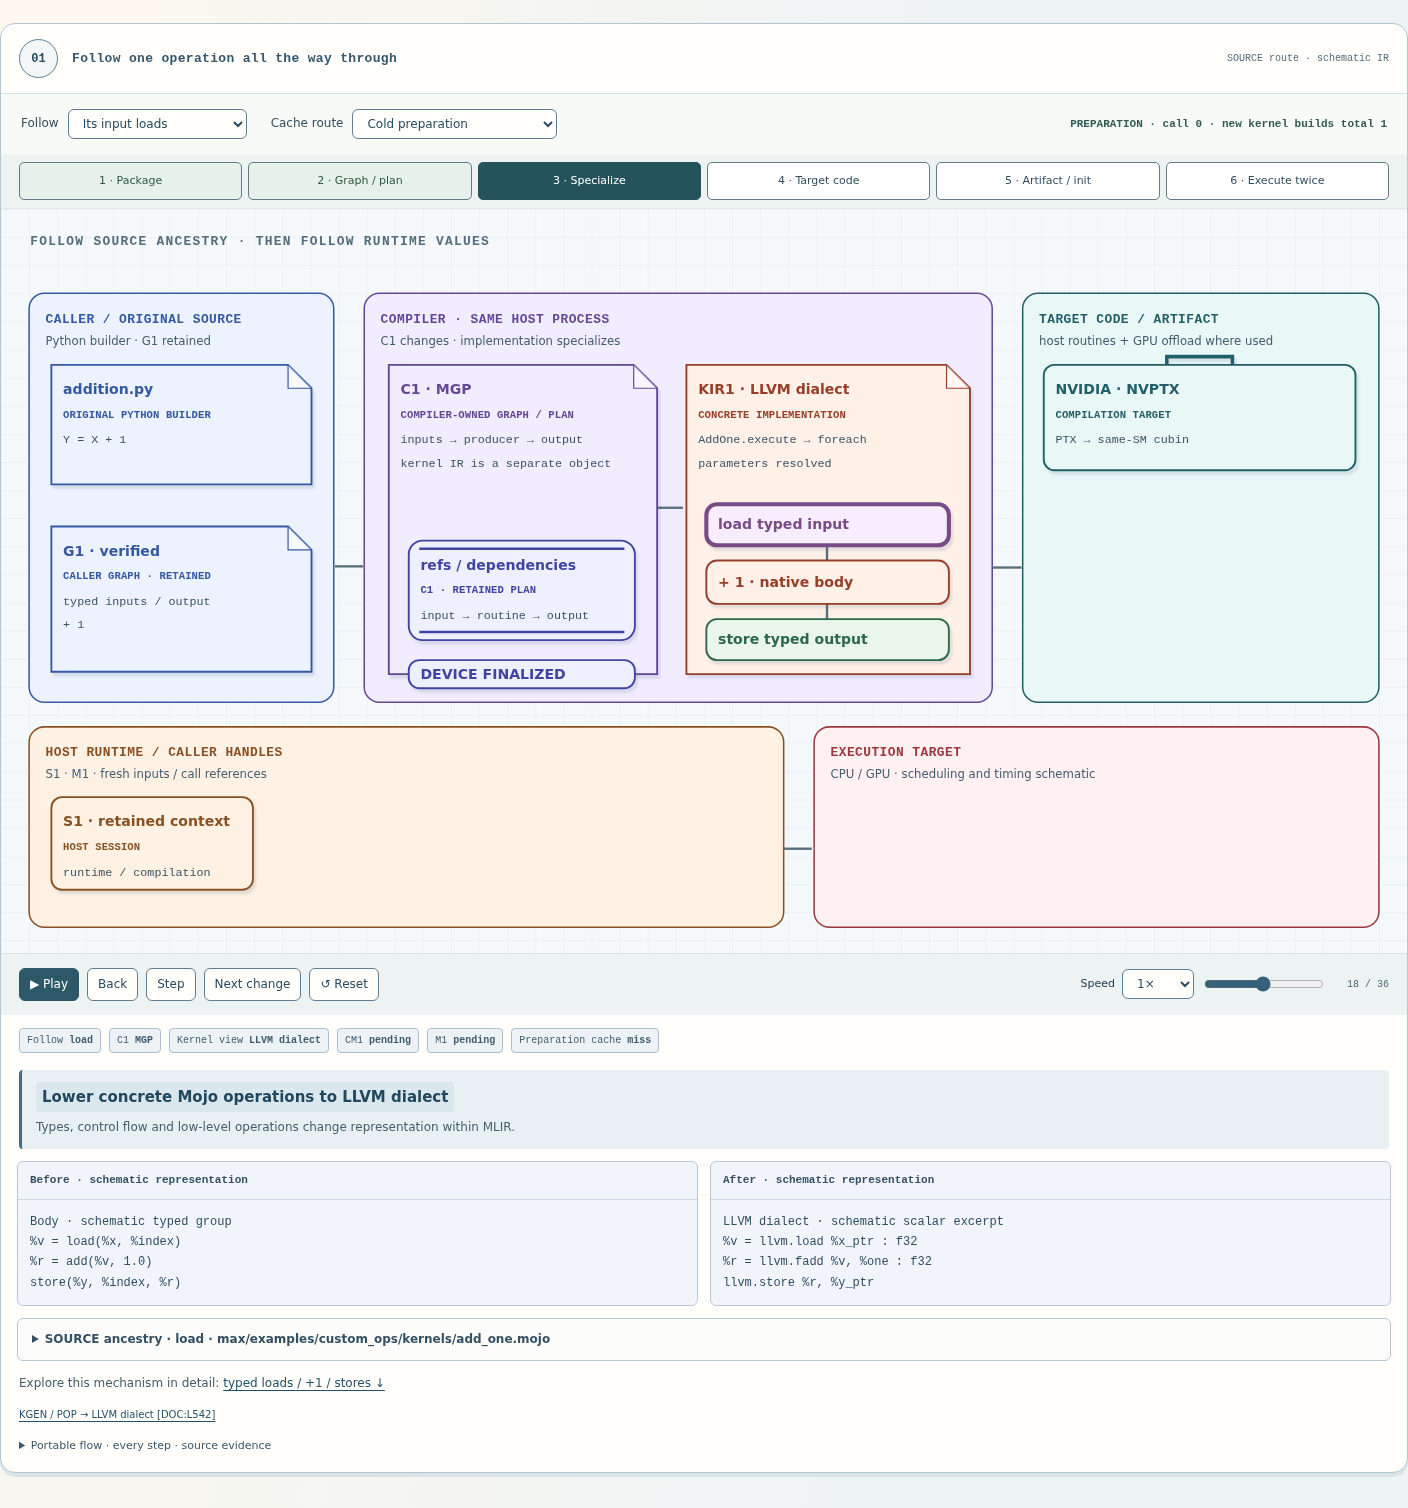 01
Follow one operation all the way through
SOURCE route · schematic IR
Follow
Its input loads
Cache route
Cold preparation
PREPARATION · call 0 · new kernel builds total 1
1 · Package
2 · Graph / plan
3 · Specialize
4 · Target code
5 · Artifact / init
6 · Execute twice
FOLLOW SOURCE ANCESTRY · THEN FOLLOW RUNTIME VALUES
CALLER / ORIGINAL SOURCE
Python builder · G1 retained
addition.py
ORIGINAL PYTHON BUILDER
Y = X + 1
G1 · verified
CALLER GRAPH · RETAINED
typed inputs / output
+ 1
COMPILER · SAME HOST PROCESS
C1 changes · implementation specializes
C1 · MGP
COMPILER-OWNED GRAPH / PLAN
inputs → producer → output
kernel IR is a separate object
refs / dependencies
C1 · RETAINED PLAN
input → routine → output
DEVICE FINALIZED
KIR1 · LLVM dialect
CONCRETE IMPLEMENTATION
AddOne.execute → foreach
parameters resolved
load typed input
+ 1 · native body
store typed output
TARGET CODE / ARTIFACT
host routines + GPU offload where used
NVIDIA · NVPTX
COMPILATION TARGET
PTX → same-SM cubin
HOST RUNTIME / CALLER HANDLES
S1 · M1 · fresh inputs / call references
S1 · retained context
HOST SESSION
runtime / compilation
EXECUTION TARGET
CPU / GPU · scheduling and timing schematic
▶ Play
Back
Step
Next change
↺ Reset
Speed
1×
18 / 36
Follow load
C1 MGP
Kernel view LLVM dialect
CM1 pending
M1 pending
Preparation cache miss
Lower concrete Mojo operations to LLVM dialect
Types, control flow and low-level operations change representation within MLIR.
Before · schematic representation
Body · schematic typed group
%v = load(%x, %index)
%r = add(%v, 1.0)
store(%y, %index, %r)
After · schematic representation
LLVM dialect · schematic scalar excerpt
%v = llvm.load %x_ptr : f32
%r = llvm.fadd %v, %one : f32
llvm.store %r, %y_ptr
▶ SOURCE ancestry · load · max/examples/custom_ops/kernels/add_one.mojo
Explore this mechanism in detail: typed loads / +1 / stores ↓
KGEN / POP → LLVM dialect [DOC:L542]
▶ Portable flow · every step · source evidence